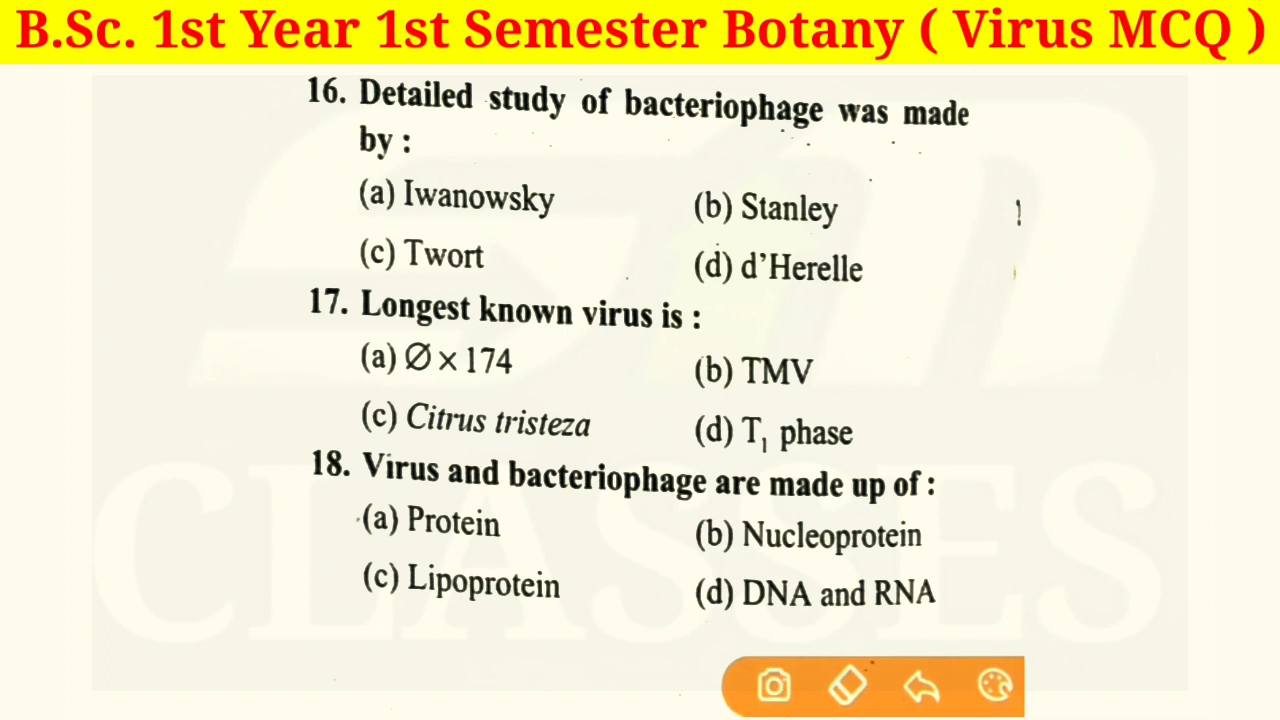 B.Sc. 1st Year 1st Semester Botany ( Virus MCQ )
16. Detailed study of bacteriophage was made
by :
(a) Iwanowsky (b) Stanley
(c) Twort (d) d’Herelle
17. Longest known virus is :
(a) Ø × 174 (b) TMV
(c) Citrus tristeza (d) T₁ phase
18. Virus and bacteriophage are made up of :
(a) Protein (b) Nucleoprotein
(c) Lipoprotein (d) DNA and RNA
CLASSES